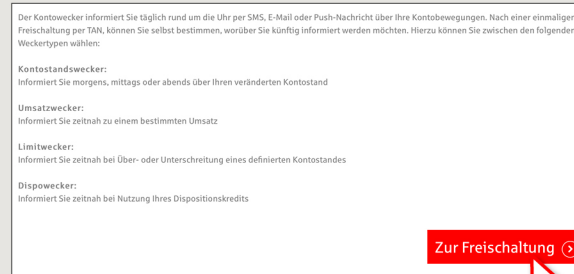 Der Kontowecker informiert Sie täglich rund um die Uhr per SMS, E-Mail oder Push-Nachricht über Ihre Kontobewegungen. Nach einer einmaliger
Freischaltung per TAN, können Sie selbst bestimmen, worüber Sie künftig informiert werden möchten. Hierzu können Sie zwischen den folgender
Weckertypen wählen:
Kontostandswecker:
Informiert Sie morgens, mittags oder abends über Ihren veränderten Kontostand
Umsatzwecker:
Informiert Sie zeitnah zu einem bestimmten Umsatz
Limitwecker:
Informiert Sie zeitnah bei Über- oder Unterschreitung eines definierten Kontostandes
Dispowecker:
Informiert Sie zeitnah bei Nutzung Ihres Dispositionskredits
Zur Freischaltung